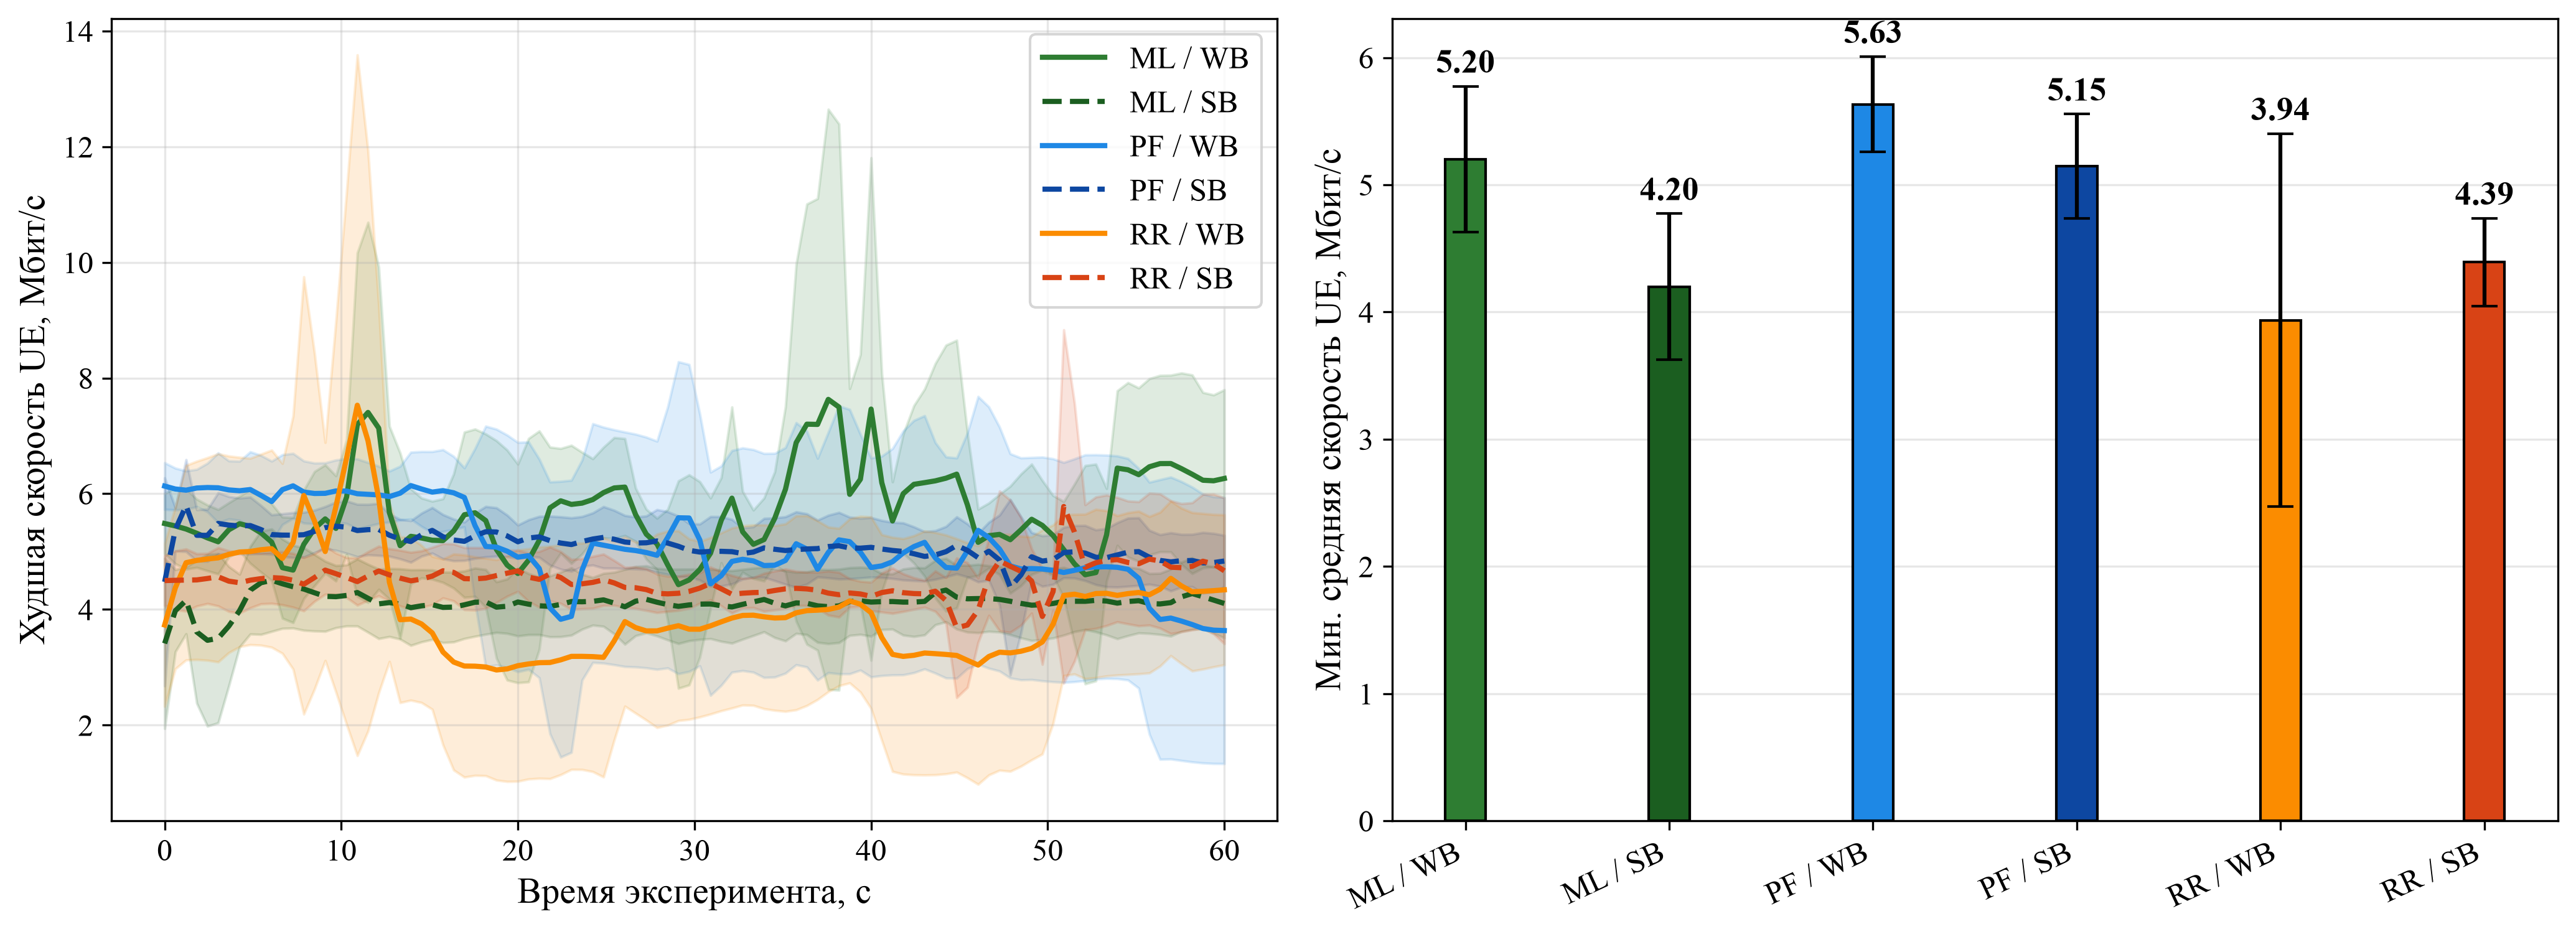 Худшая скорость UE, Мбит/с
14
12
10
8
6
4
2
0
10
20
30
40
50
60
Время эксперимента, с
ML / WB
ML / SB
PF / WB
PF / SB
RR / WB
RR / SB
Мин. средняя скорость UE, Мбит/с
6
5
4
3
2
1
0
5.20
4.20
5.63
5.15
3.94
4.39
ML / WB
ML / SB
PF / WB
PF / SB
RR / WB
RR / SB